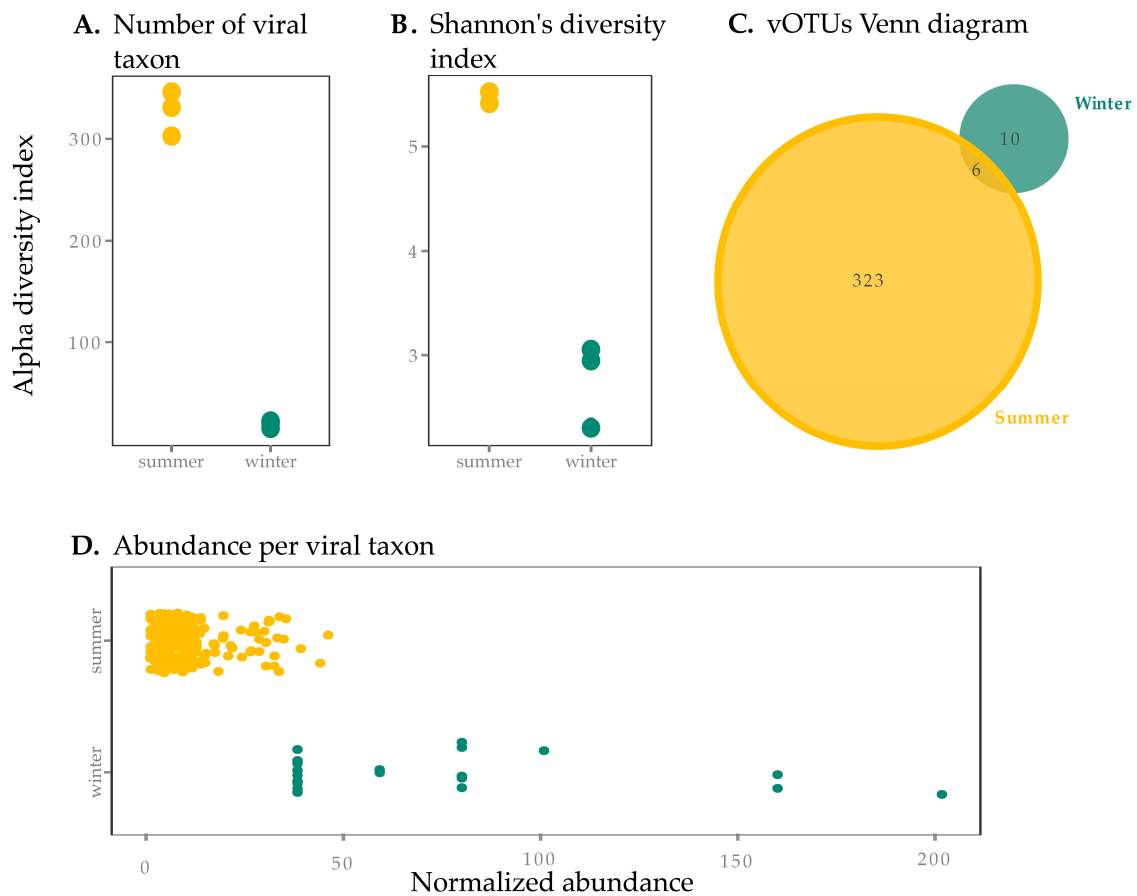 A. Number of viral
taxon
B. Shannon's diversity
index
C. vOTUs Venn diagram
Alpha diversity index
300
200
100
summer winter
5
4
3
summer winter
Winter
10
6
323
Summer
D. Abundance per viral taxon
summer
winter
0 50 100 150 200
Normalized abundance